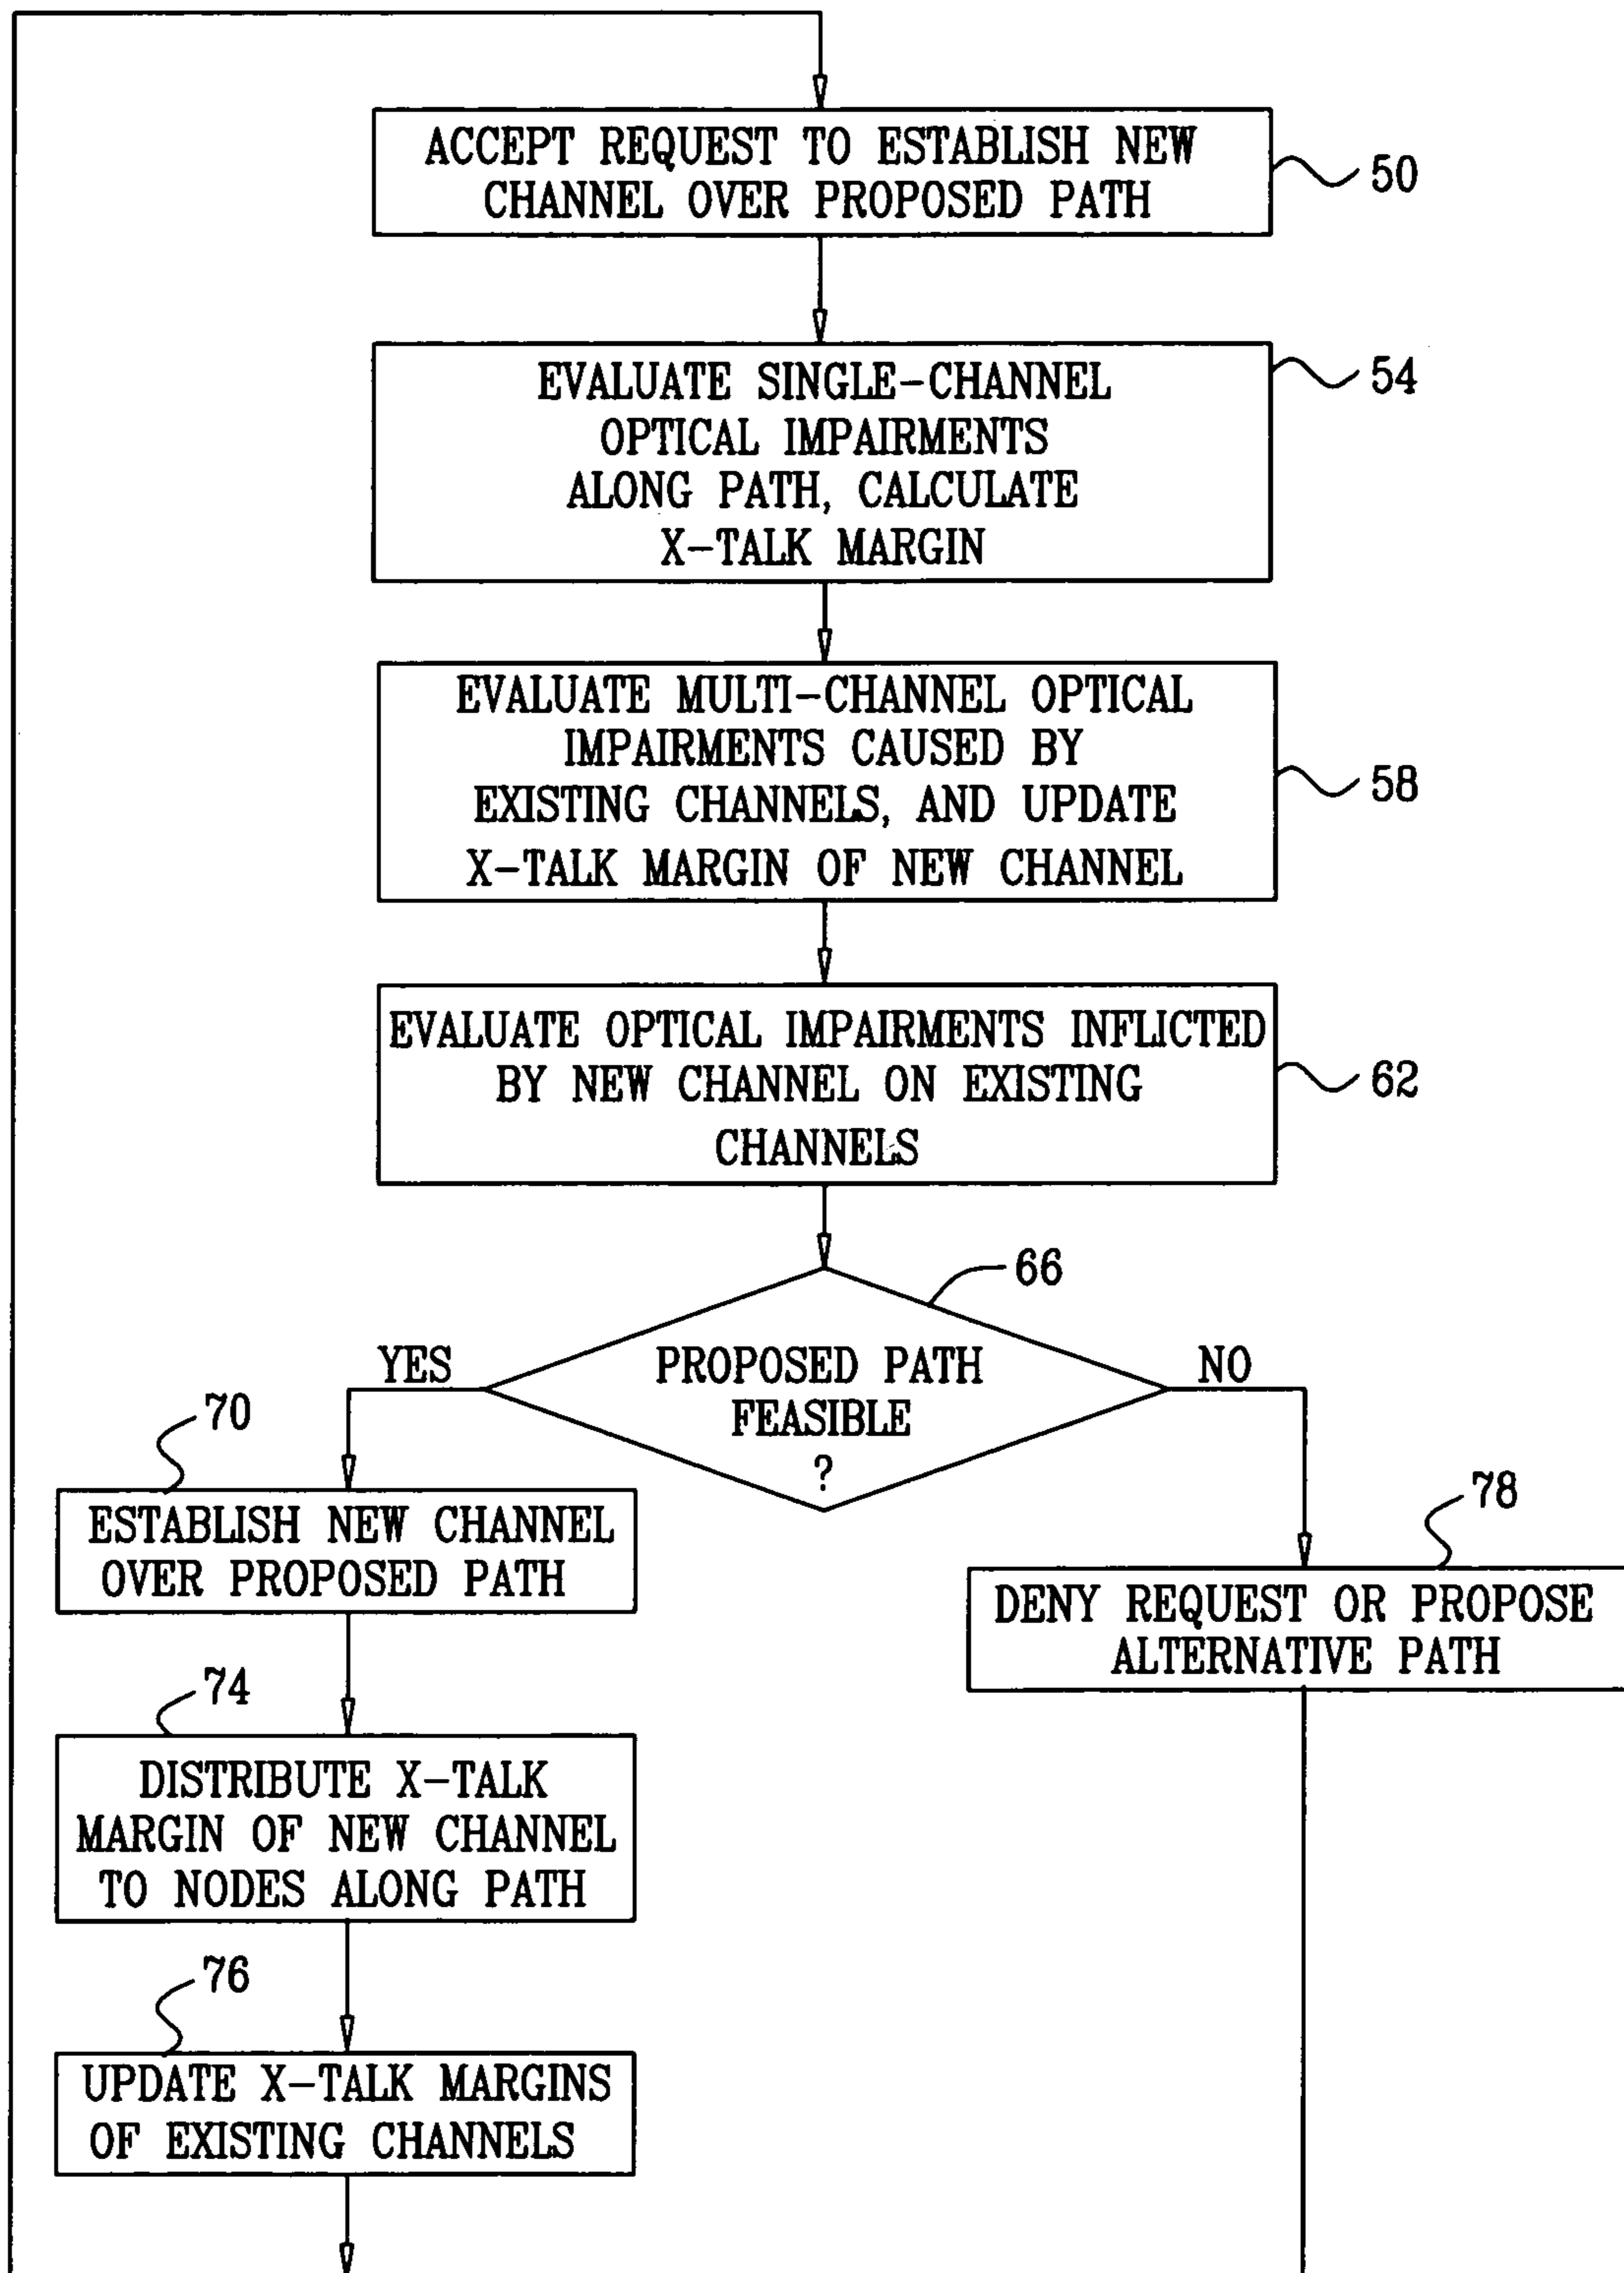 ACCEPT REQUEST TO ESTABLISH NEW
CHANNEL OVER PROPOSED PATH
50
EVALUATE SINGLE-CHANNEL
OPTICAL IMPAIRMENTS
ALONG PATH, CALCULATE
X-TALK MARGIN
54
EVALUATE MULTI-CHANNEL OPTICAL
IMPAIRMENTS CAUSED BY
EXISTING CHANNELS, AND UPDATE
X-TALK MARGIN OF NEW CHANNEL
58
EVALUATE OPTICAL IMPAIRMENTS INFLICTED
BY NEW CHANNEL ON EXISTING
CHANNELS
62
66
PROPOSED PATH
FEASIBLE
?
YES
NO
70
ESTABLISH NEW CHANNEL
OVER PROPOSED PATH
78
DENY REQUEST OR PROPOSE
ALTERNATIVE PATH
74
DISTRIBUTE X-TALK
MARGIN OF NEW CHANNEL
TO NODES ALONG PATH
76
UPDATE X-TALK MARGINS
OF EXISTING CHANNELS